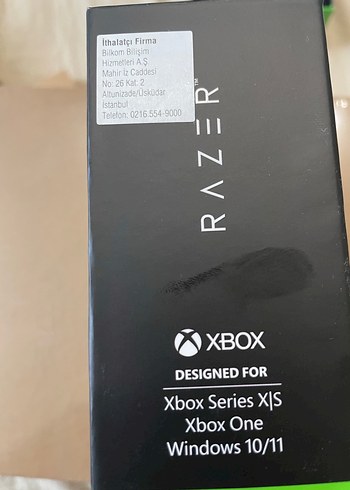 İthalatçı Firma
Bilkom Bilişim
Hizmetleri A.Ş.
Mahir İz Caddesi
No: 26 Kat: 2
Altunizade/Üsküdar
İstanbul
Telefon: 0216 554-9000
RAZER™
XBOX
DESIGNED FOR
Xbox Series X|S
Xbox One
Windows 10/11